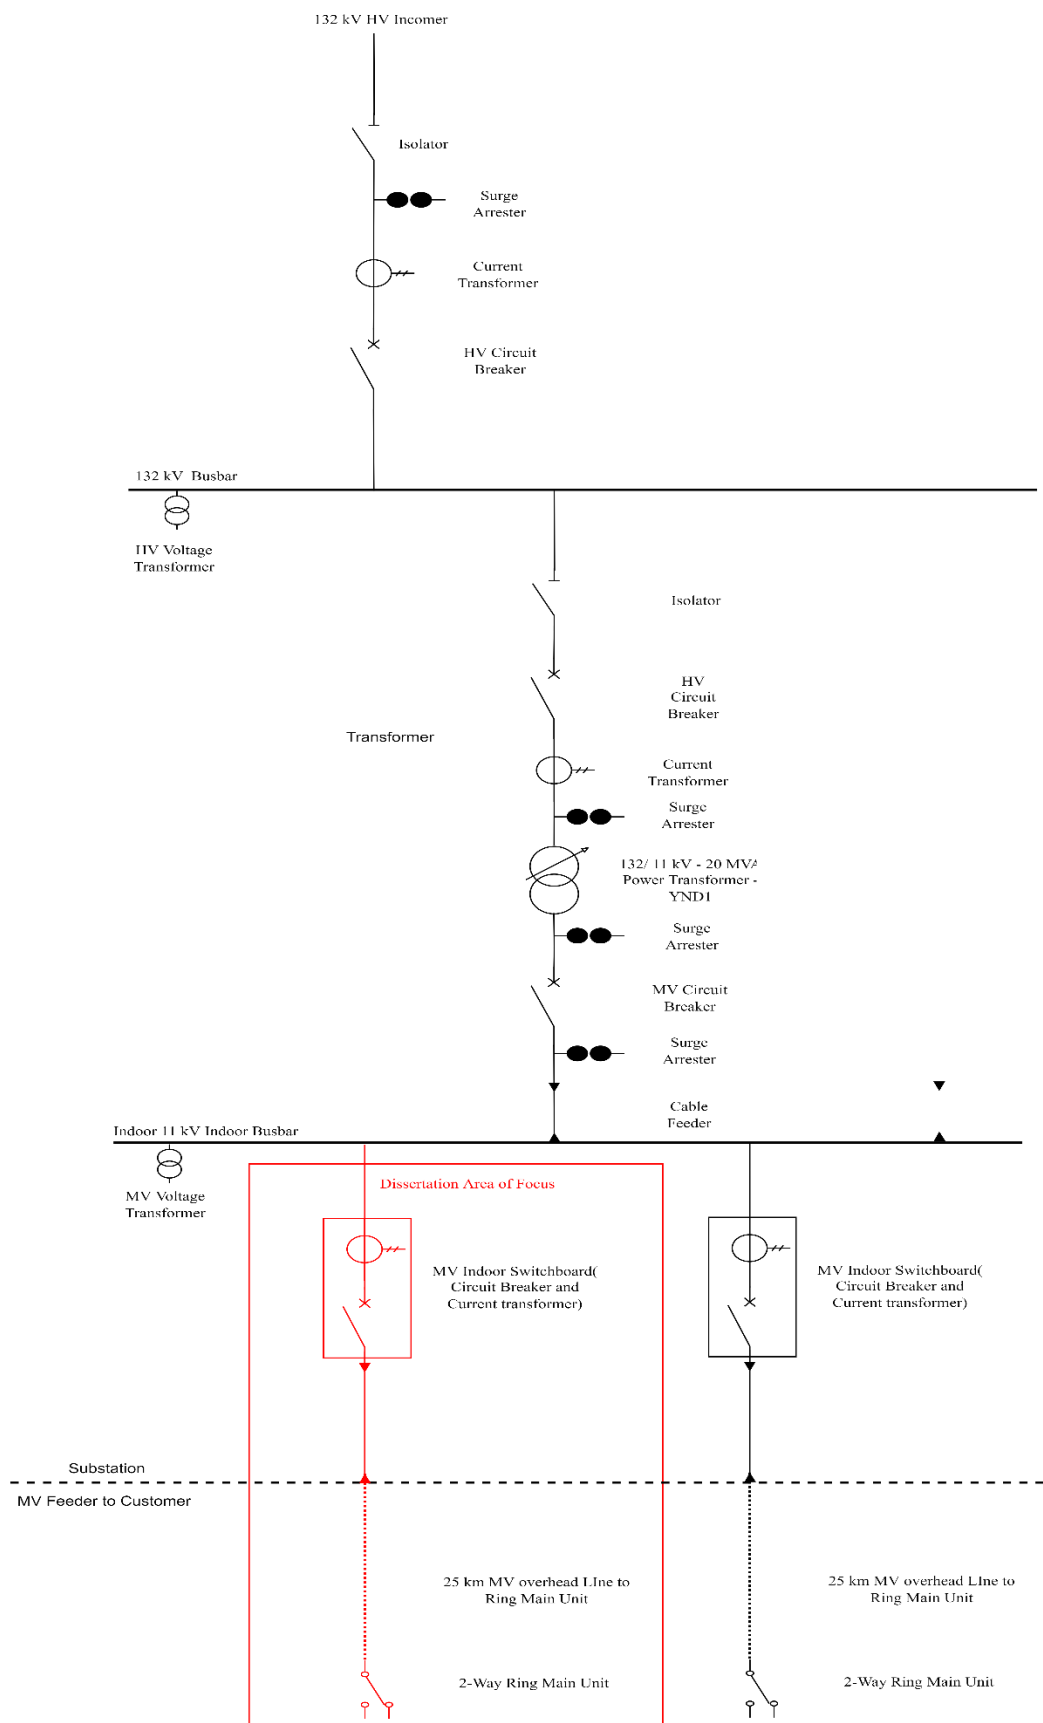 132 kV HV Incomer
Isolator
Surge
Arrester
Current
Transformer
HV Circuit
Breaker
132 kV Busbar
HV Voltage
Transformer
Isolator
HV
Circuit
Breaker
Transformer
Current
Transformer
Surge
Arrester
132/ 11 kV - 20 MVA
Power Transformer -
YND1
Surge
Arrester
MV Circuit
Breaker
Surge
Arrester
Cable
Feeder
Indoor 11 kV Indoor Busbar
MV Voltage
Transformer
Dissertation Area of Focus
MV Indoor Switchboard(
Circuit Breaker and
Current transformer)
MV Indoor Switchboard(
Circuit Breaker and
Current transformer)
Substation
MV Feeder to Customer
25 km MV overhead LIne to
Ring Main Unit
25 km MV overhead LIne to
Ring Main Unit
2-Way Ring Main Unit
2-Way Ring Main Unit